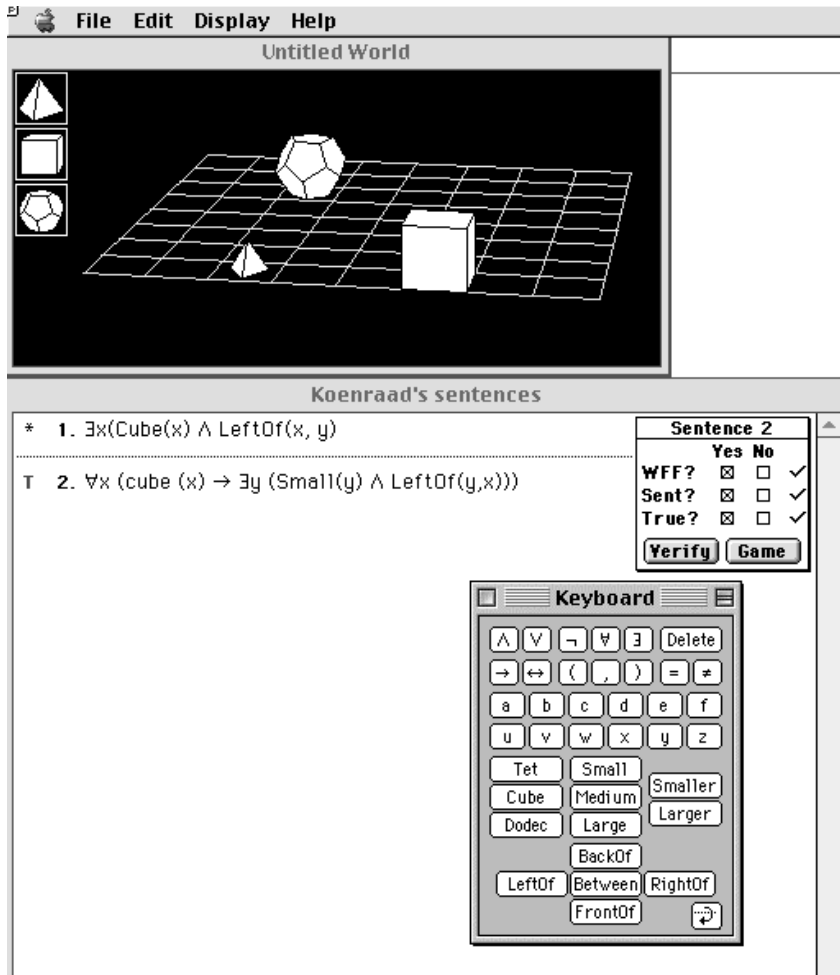 File Edit Display Help
Untitled World
Koenraad's sentences
* 1. ∃x(Cube(x) ∧ LeftOf(x, y)
T 2. ∀x (cube (x) → ∃y (Small(y) ∧ LeftOf(y,x)))
Sentence 2
Yes No
WFF?
Sent?
True?
Verify Game
Keyboard
∧ ∨ ¬ ∀ ∃ Delete
→ ↔ ( , ) = ≠
a b c d e f
u v w x y z
Tet Small
Smaller
Cube Medium
Larger
Dodec Large
BackOf
LeftOf Between RightOf
FrontOf